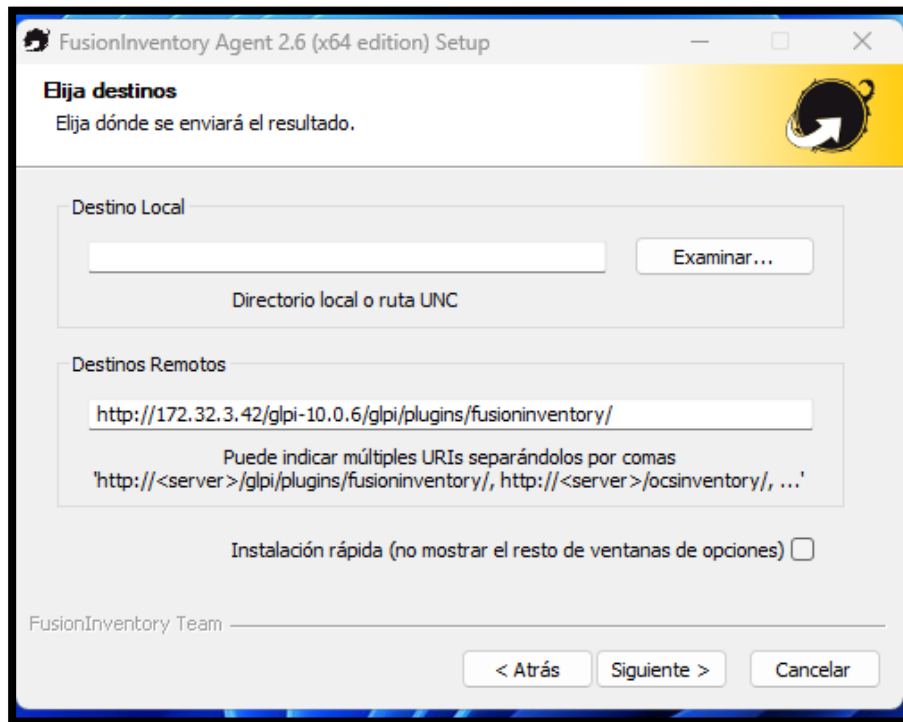 FusionInventory Agent 2.6 (x64 edition) Setup
Elija destinos
Elija dónde se enviará el resultado.
Destino Local
Examinar...
Directorio local o ruta UNC
Destinos Remotos
http://172.32.3.42/glpi-10.0.6/glpi/plugins/fusioninventory/
Puede indicar múltiples URIs separándolos por comas
'http://<server>/glpi/plugins/fusioninventory/, http://<server>/ocsinventory/, ...'
Instalación rápida (no mostrar el resto de ventanas de opciones)
FusionInventory Team
< Atrás Siguiente > Cancelar